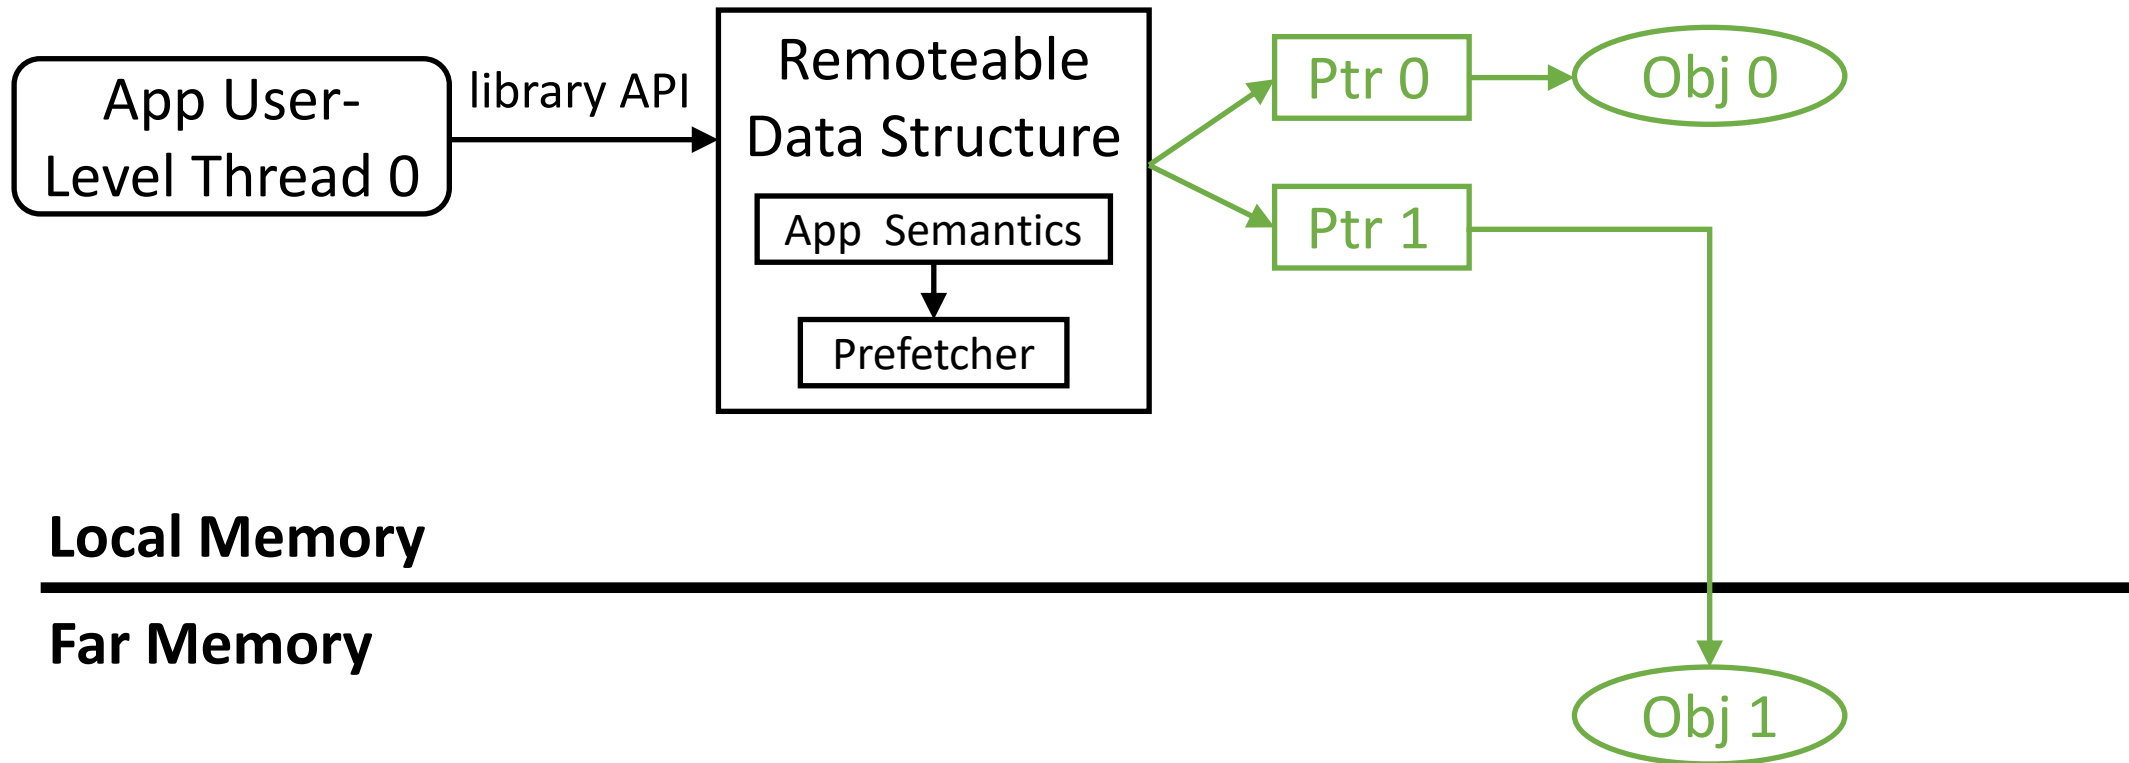 App User-
Level Thread 0
library API
Remoteable
Data Structure
App Semantics
Prefetcher
Ptr 0
Obj 0
Ptr 1
Local Memory
Far Memory
Obj 1